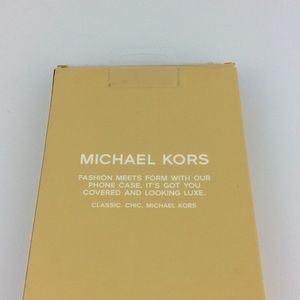 MICHAEL KORS
FASHION MEETS FORM WITH OUR
PHONE CASE. IT'S GOT YOU
COVERED AND LOOKING LUXE.
CLASSIC. CHIC. MICHAEL KORS